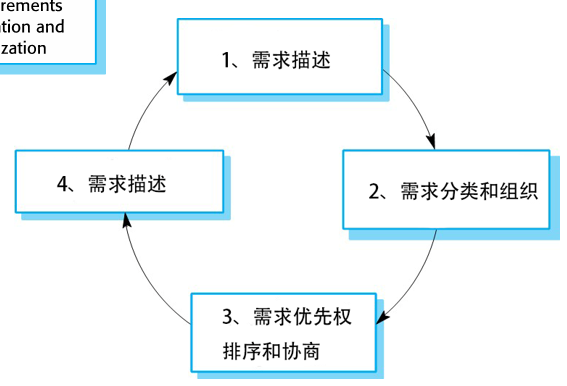 rements
tion and
zation
1、需求描述
2、需求分类和组织
3、需求优先权
排序和协商
4、需求描述